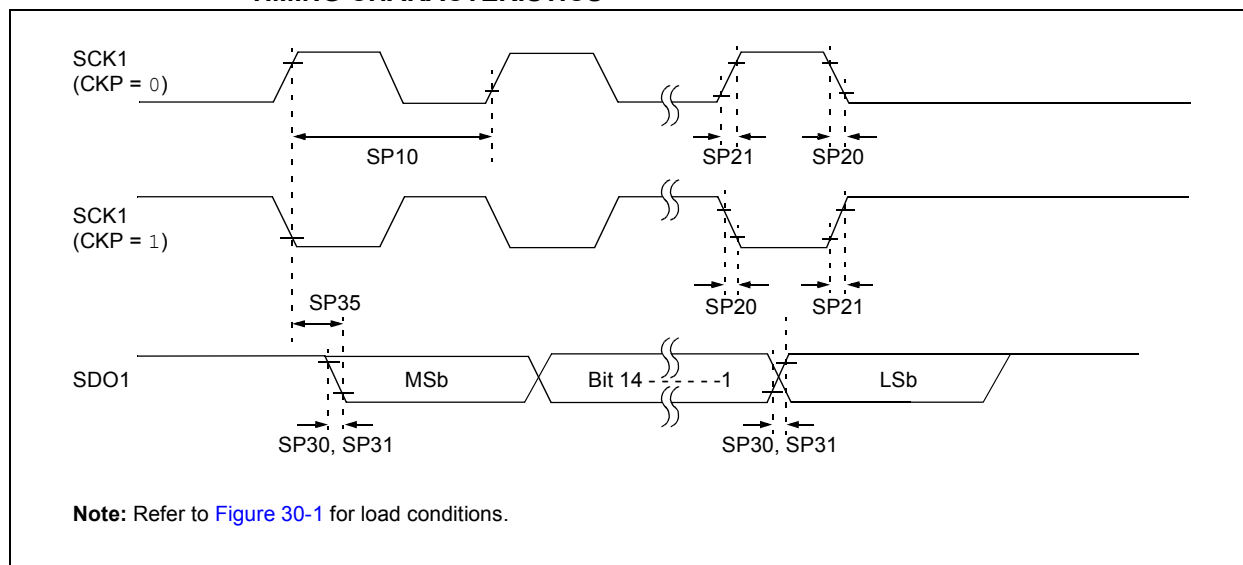 SCK1
(CKP = 0)
SP10
SP21
SP20
SCK1
(CKP = 1)
SP35
SP20
SP21
SDO1
MSb
Bit 14 - - - - - -1
LSb
SP30, SP31
SP30, SP31
Note: Refer to Figure 30-1 for load conditions.